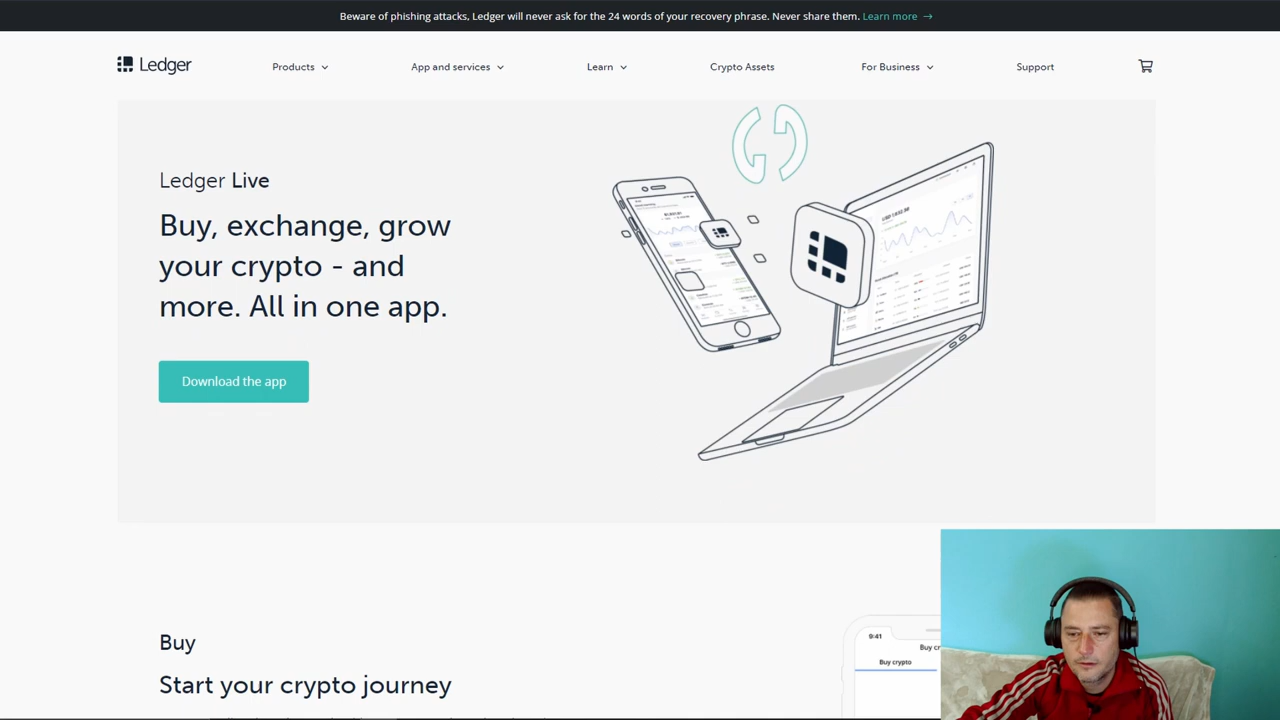 Beware of phishing attacks, Ledger will never ask for the 24 words of your recovery phrase. Never share them. Learn more →
Ledger
Products
App and services
Learn
Crypto Assets
For Business
Support
Ledger Live
Buy, exchange, grow
your crypto - and
more. All in one app.
Download the app
Buy
Start your crypto journey
9:41
Buy cr
Buy crypto